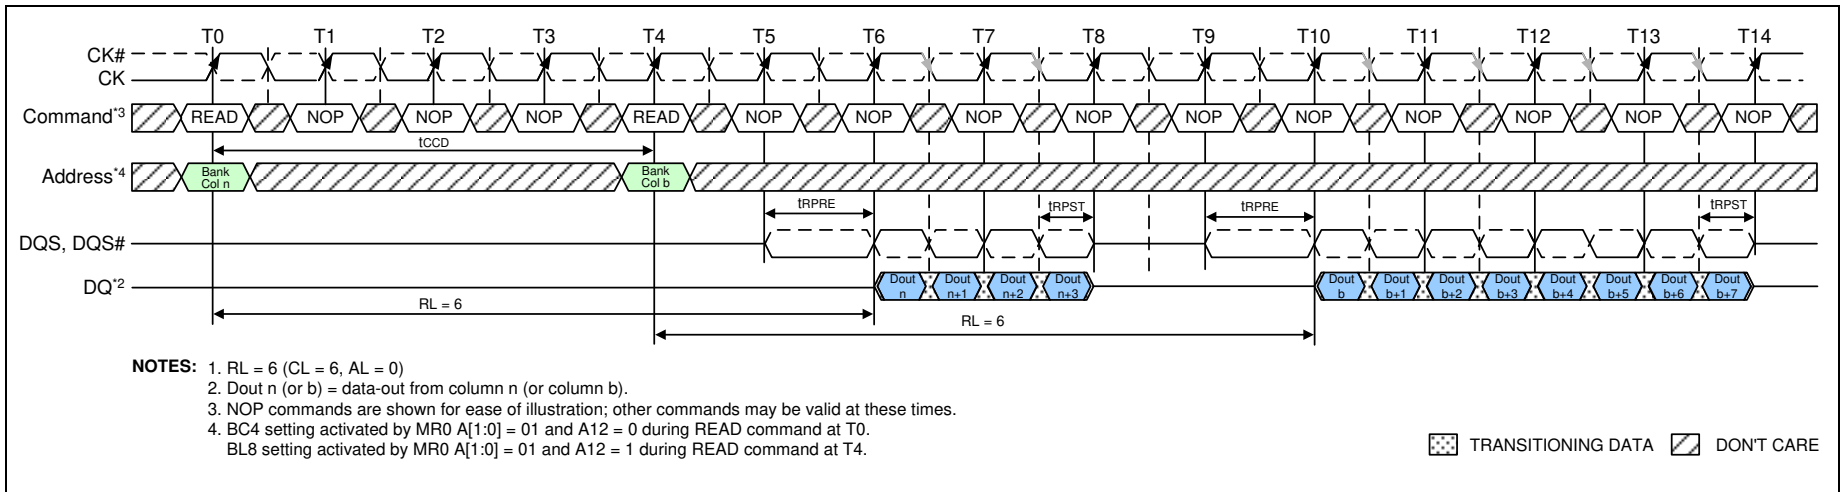 T0 T1 T2 T3 T4 T5 T6 T7 T8 T9 T10 T11 T12 T13 T14
CK#
CK
Command*3 READ NOP NOP NOP READ NOP NOP NOP NOP NOP NOP NOP NOP NOP NOP
tCCD
Address*4 Bank Col n Bank Col b
tRPRE tRPST tRPRE tRPST
DQS, DQS#
DQ*2 Dout n Dout n+1 Dout n+2 Dout n+3 Dout b Dout b+1 Dout b+2 Dout b+3 Dout b+4 Dout b+5 Dout b+6 Dout b+7
RL = 6
RL = 6
NOTES: 1. RL = 6 (CL = 6, AL = 0)
2. Dout n (or b) = data-out from column n (or column b).
3. NOP commands are shown for ease of illustration; other commands may be valid at these times.
4. BC4 setting activated by MR0 A[1:0] = 01 and A12 = 0 during READ command at T0.
BL8 setting activated by MR0 A[1:0] = 01 and A12 = 1 during READ command at T4.
TRANSITIONING DATA DON'T CARE